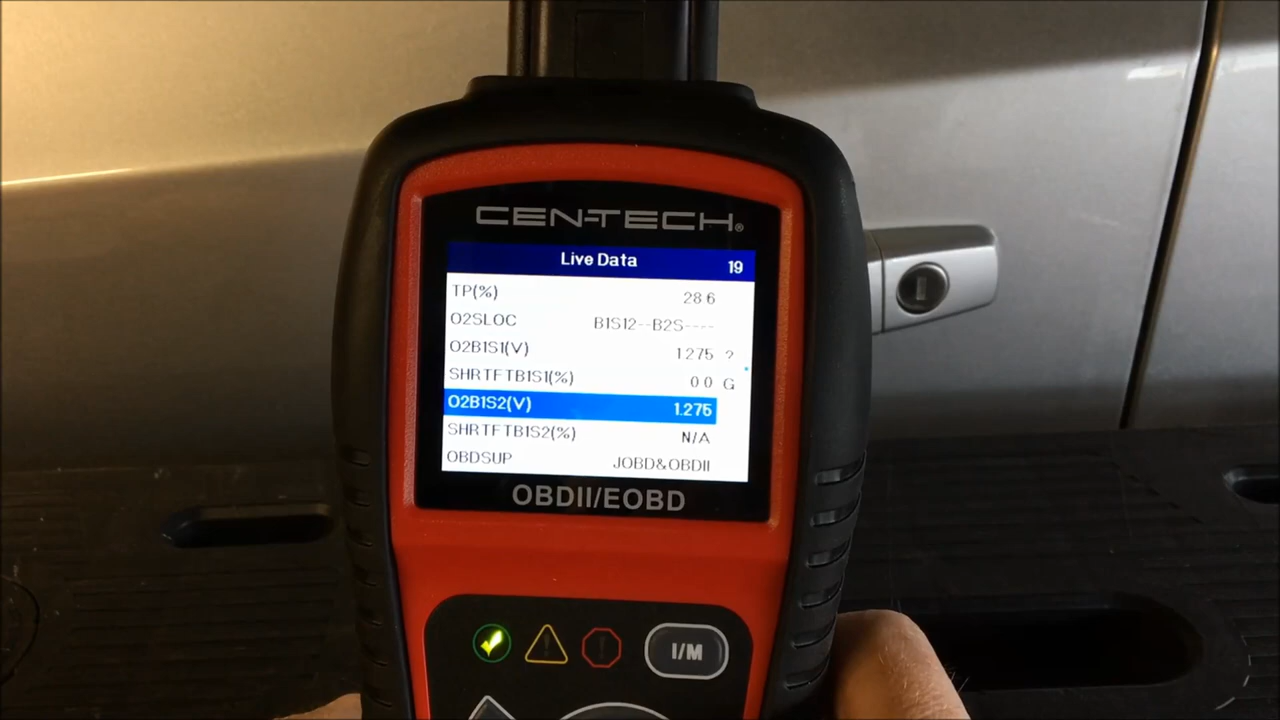 CEN-TECH®
Live Data 19
TP(%) 28.6
O2SLOC B1S12--B2S----
O2B1S1(V) 1.275 ?
SHRTFTB1S1(%) 0.0 G
O2B1S2(V) 1.275
SHRTFTB1S2(%) N/A
OBDSUP JOBD&OBDII
OBDII/EOBD
I/M